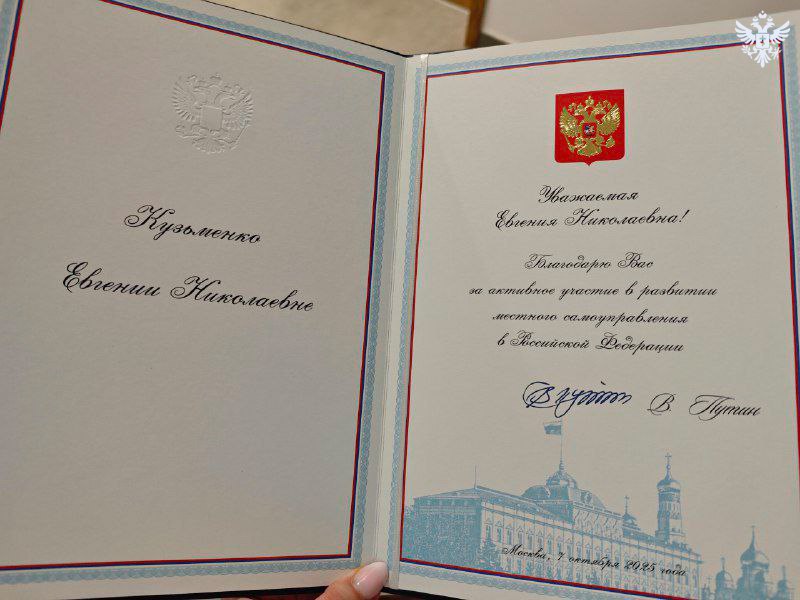 Кузьменко
Евгении Николаевне
Уважаемая
Евгения Николаевна!
Благодарю Вас
за активное участие в развитии
местного самоуправления
в Российской Федерации
В. Путин
Москва, 7 октября 2025 года